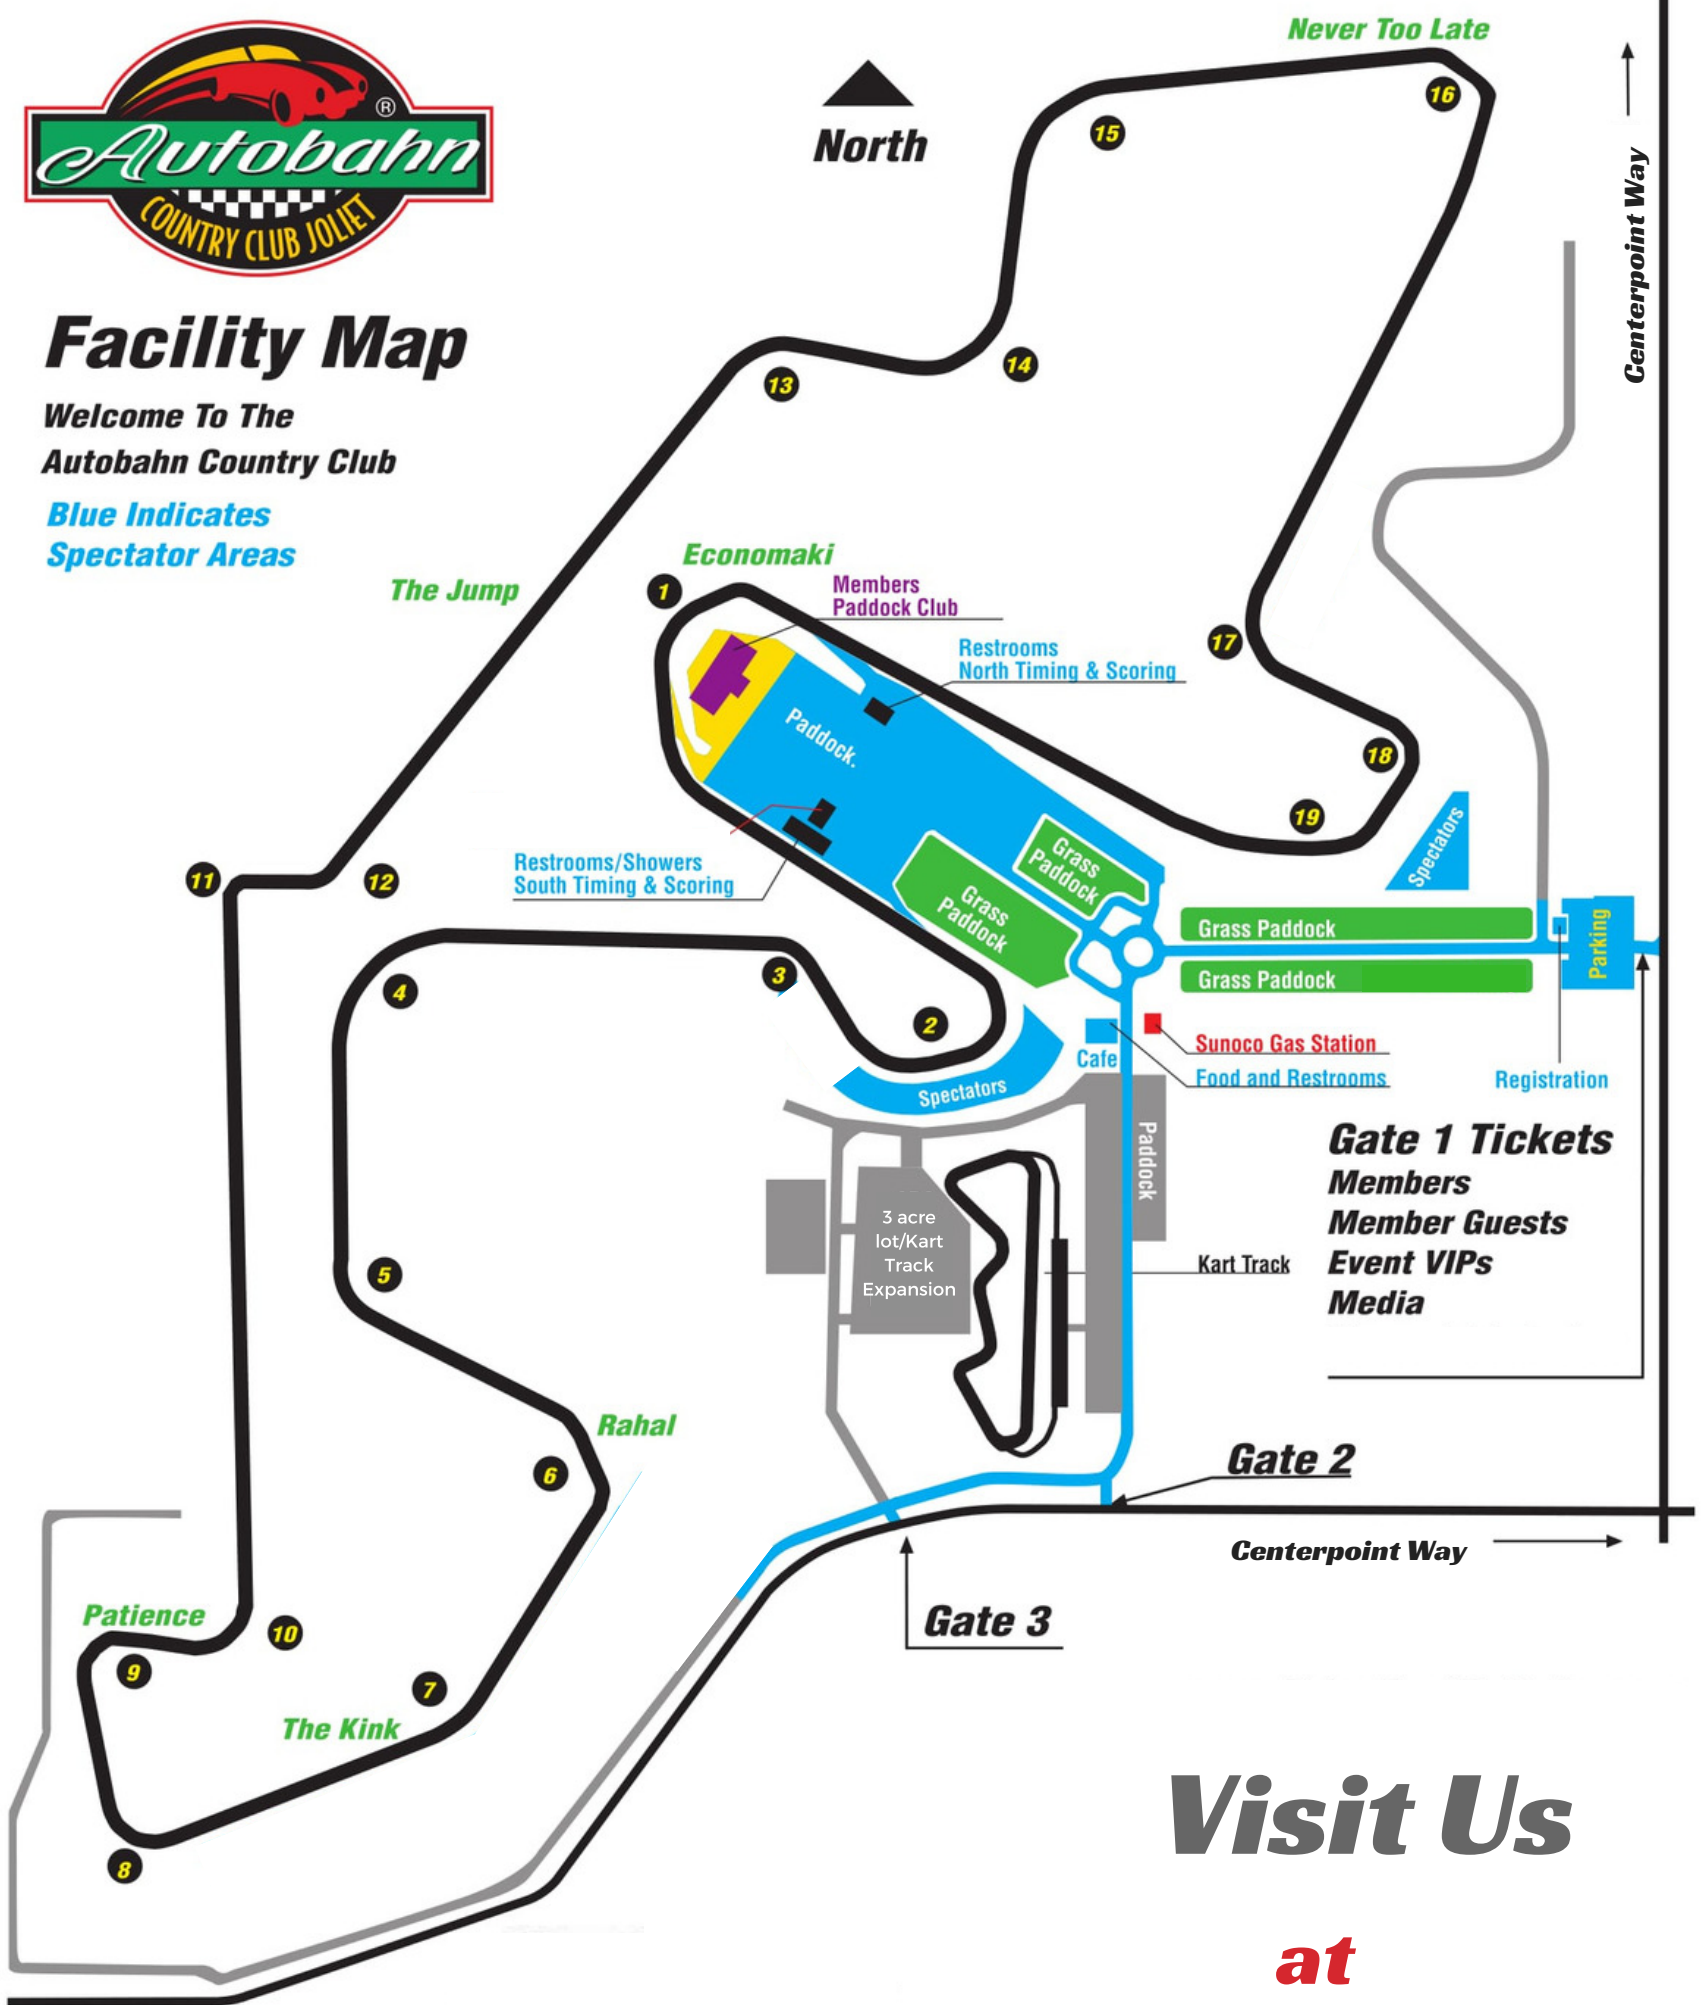 Never Too Late
®
Autobahn
COUNTRY CLUB JOLIET
North
Centerpoint Way
16
15
14
13
Facility Map
Welcome To The
Autobahn Country Club
Blue Indicates
Spectator Areas
The Jump
Economaki
1
Members
Paddock Club
Restrooms
North Timing & Scoring
17
Paddock.
18
19
Spectators
Restrooms/Showers
South Timing & Scoring
Grass
Paddock
Grass
Paddock
11
12
Grass Paddock
Grass Paddock
Parking
3
4
2
Spectators
Cafe
Sunoco Gas Station
Food and Restrooms
Registration
Paddock
Gate 1 Tickets
Members
Member Guests
Event VIPs
Media
3 acre
lot/Kart
Track
Expansion
Kart Track
5
Rahal
6
Gate 2
Centerpoint Way
Gate 3
Patience
10
9
7
The Kink
8
Visit Us
at